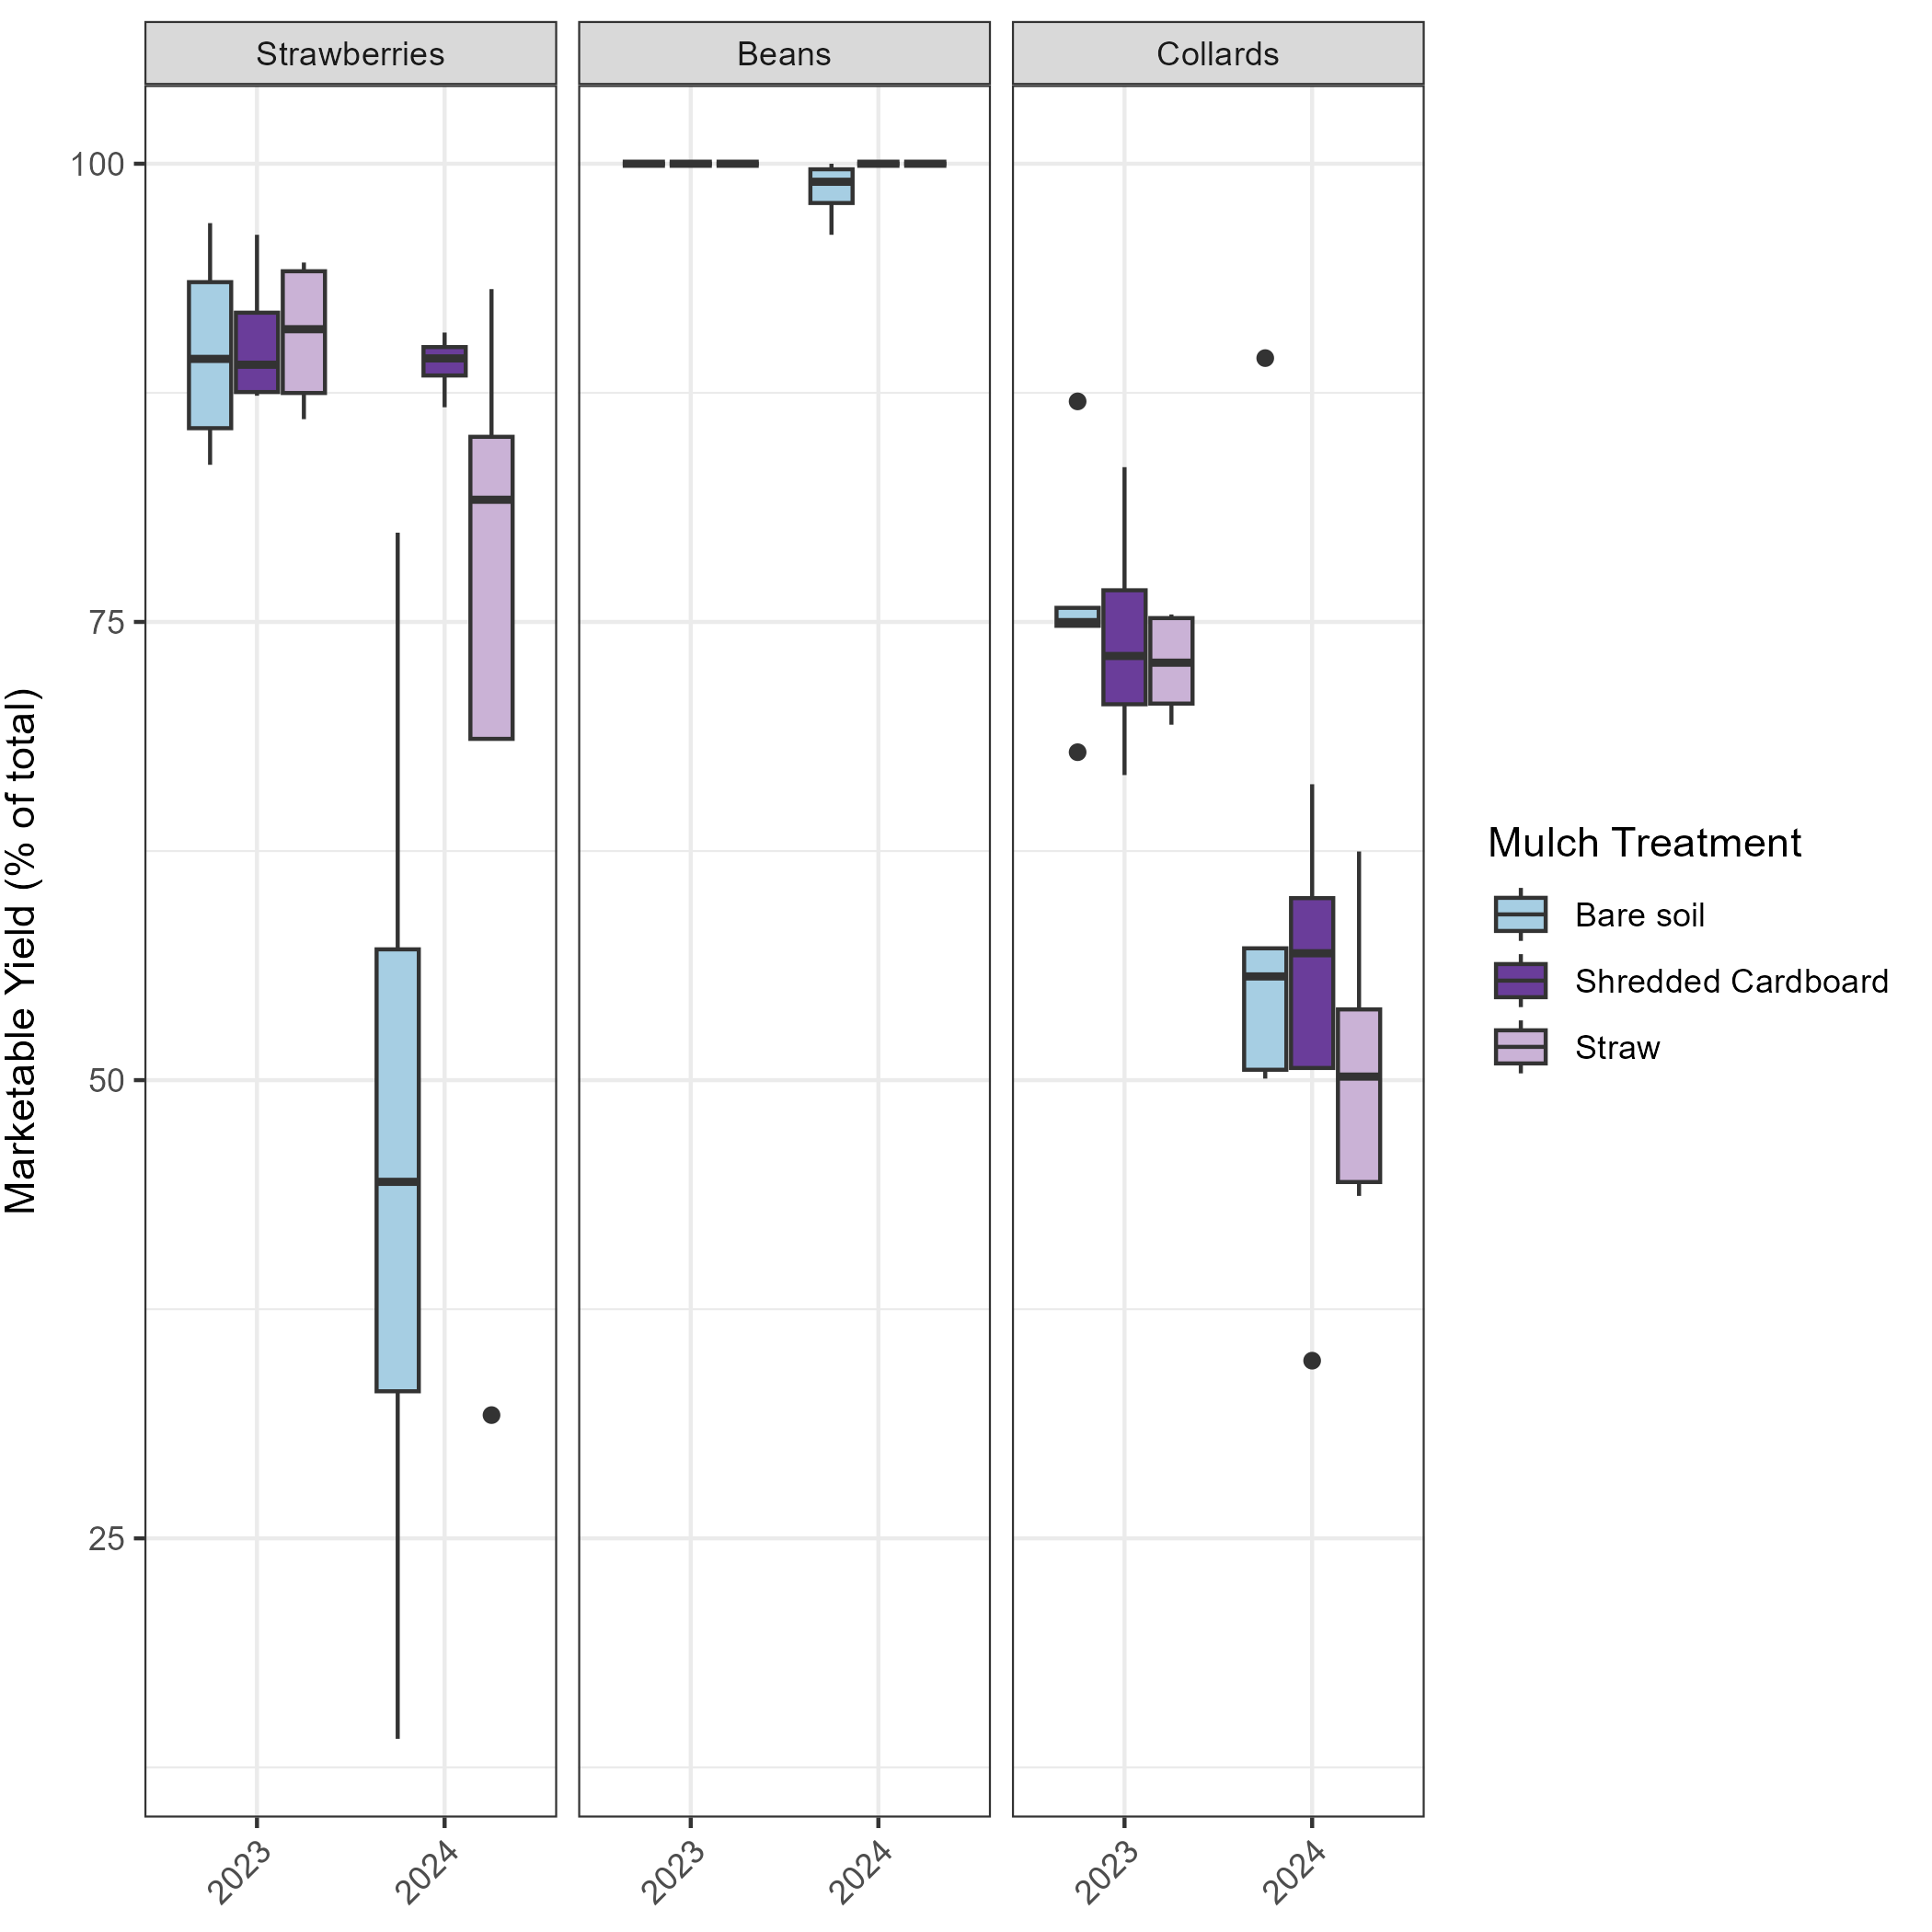 Strawberries
Beans
Collards
Marketable Yield (% of total)
100
75
50
25
2023
2024
2023
2024
2023
2024
Mulch Treatment
Bare soil
Shredded Cardboard
Straw